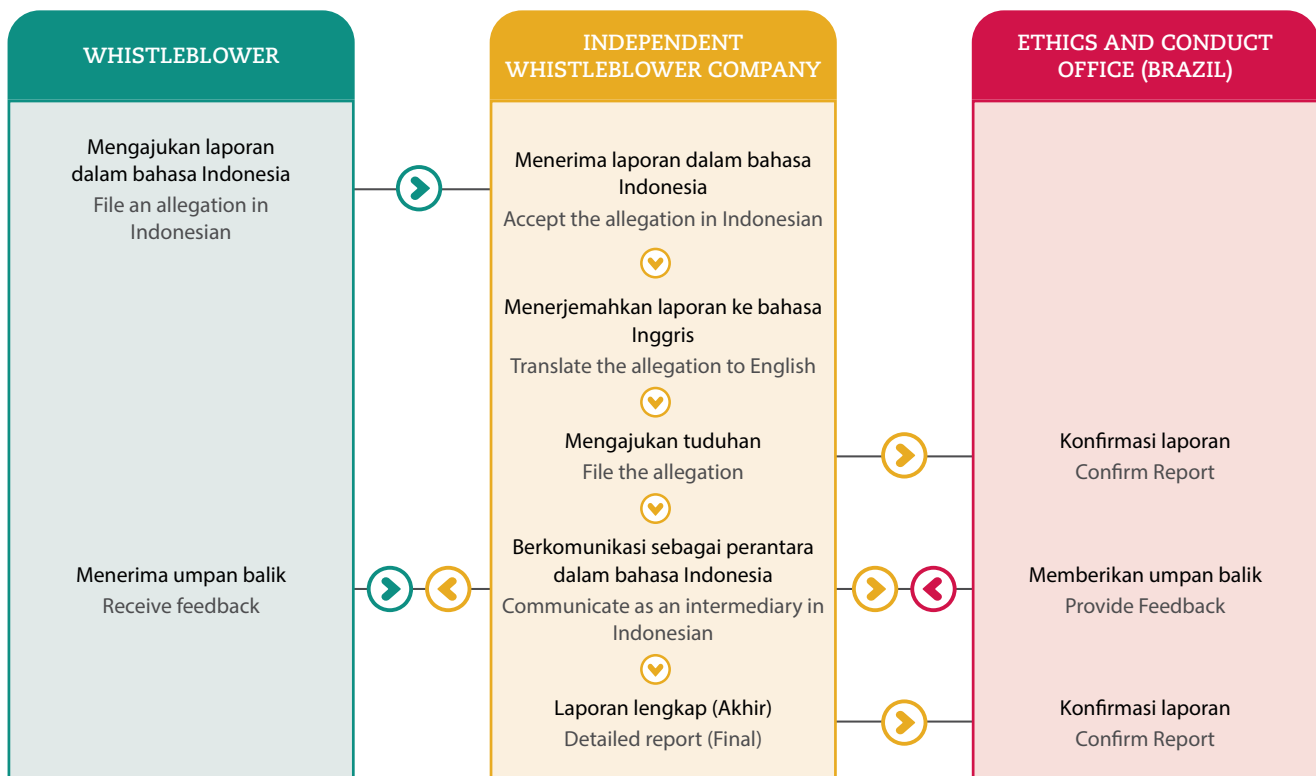 WHISTLEBLOWER
INDEPENDENT
WHISTLEBLOWER COMPANY
ETHICS AND CONDUCT
OFFICE (BRAZIL)
Mengajukan laporan
dalam bahasa Indonesia
File an allegation in
Indonesian
Menerima laporan dalam bahasa
Indonesia
Accept the allegation in Indonesian
Menerjemahkan laporan ke bahasa
Inggris
Translate the allegation to English
Mengajukan tuduhan
File the allegation
Konfirmasi laporan
Confirm Report
Menerima umpan balik
Receive feedback
Berkomunikasi sebagai perantara
dalam bahasa Indonesia
Communicate as an intermediary in
Indonesian
Memberikan umpan balik
Provide Feedback
Laporan lengkap (Akhir)
Detailed report (Final)
Konfirmasi laporan
Confirm Report